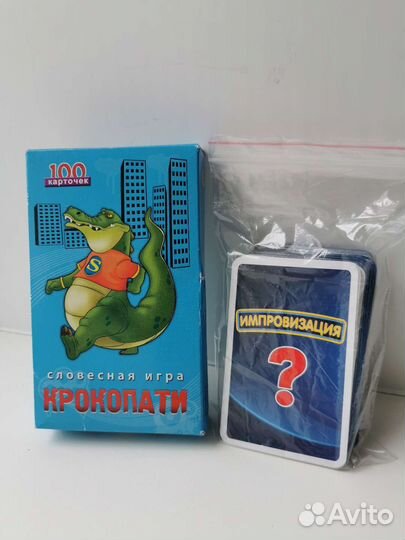 100
карточек
S
словесная игра
КРОКОПАТИ
ИМПРОВИЗАЦИЯ
?
Avito